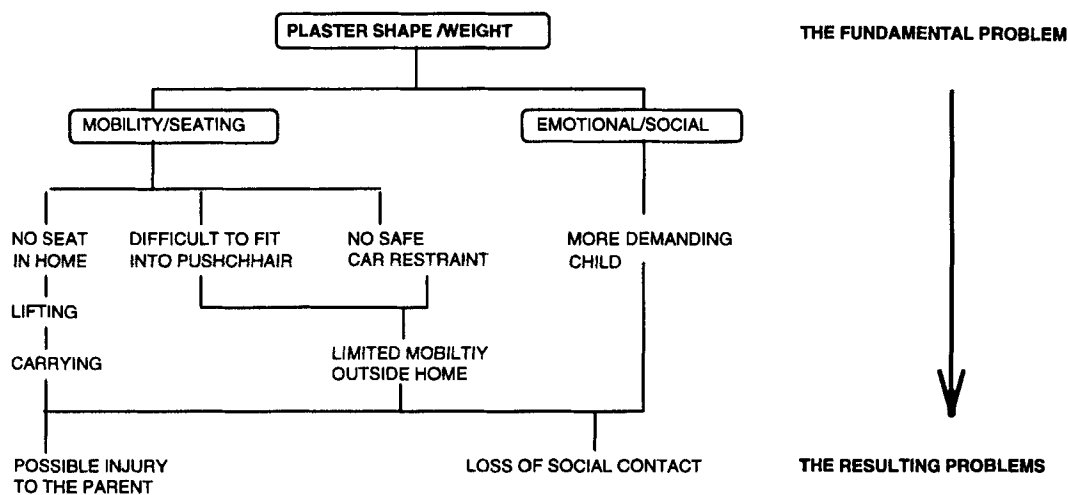 PLASTER SHAPE /WEIGHT
THE FUNDAMENTAL PROBLEM
MOBILITY/SEATING
EMOTIONAL/SOCIAL
NO SEAT
IN HOME
DIFFICULT TO FIT
INTO PUSHCHHAIR
NO SAFE
CAR RESTRAINT
MORE DEMANDING
CHILD
LIFTING
CARRYING
LIMITED MOBILTIY
OUTSIDE HOME
POSSIBLE INJURY
TO THE PARENT
LOSS OF SOCIAL CONTACT
THE RESULTING PROBLEMS